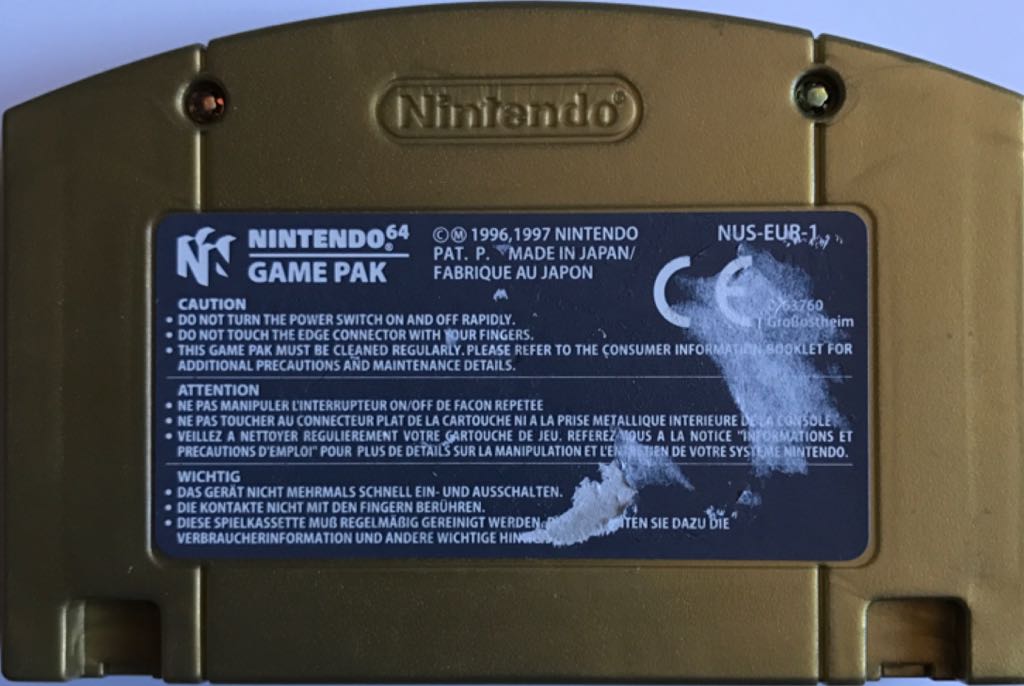 Nintendo®
NINTENDO®64
GAME PAK
©Ⓜ 1996,1997 NINTENDO
PAT. P. MADE IN JAPAN/
FABRIQUE AU JAPON
NUS-EUR-1
CE
63760
Großostheim
CAUTION
• DO NOT TURN THE POWER SWITCH ON AND OFF RAPIDLY.
• DO NOT TOUCH THE EDGE CONNECTOR WITH YOUR FINGERS.
• THIS GAME PAK MUST BE CLEANED REGULARLY. PLEASE REFER TO THE CONSUMER INFORMATION BOOKLET FOR
ADDITIONAL PRECAUTIONS AND MAINTENANCE DETAILS.
ATTENTION
• NE PAS MANIPULER L'INTERRUPTEUR ON/OFF DE FACON REPETEE
• NE PAS TOUCHER AU CONNECTEUR PLAT DE LA CARTOUCHE NI A LA PRISE METALLIQUE INTERIEURE DE LA CONSOLE
• VEILLEZ A NETTOYER REGULIEREMENT VOTRE CARTOUCHE DE JEU. REFEREZ VOUS A LA NOTICE "INFORMATIONS ET
PRECAUTIONS D'EMPLOI" POUR PLUS DE DETAILS SUR LA MANIPULATION ET L'ENTRETIEN DE VOTRE SYSTEME NINTENDO.
WICHTIG
• DAS GERÄT NICHT MEHRMALS SCHNELL EIN- UND AUSSCHALTEN.
• DIE KONTAKTE NICHT MIT DEN FINGERN BERÜHREN.
• DIESE SPIELKASSETTE MUß REGELMÄßIG GEREINIGT WERDEN SIE DAZU DIE
VERBRAUCHERINFORMATION UND ANDERE WICHTIGE